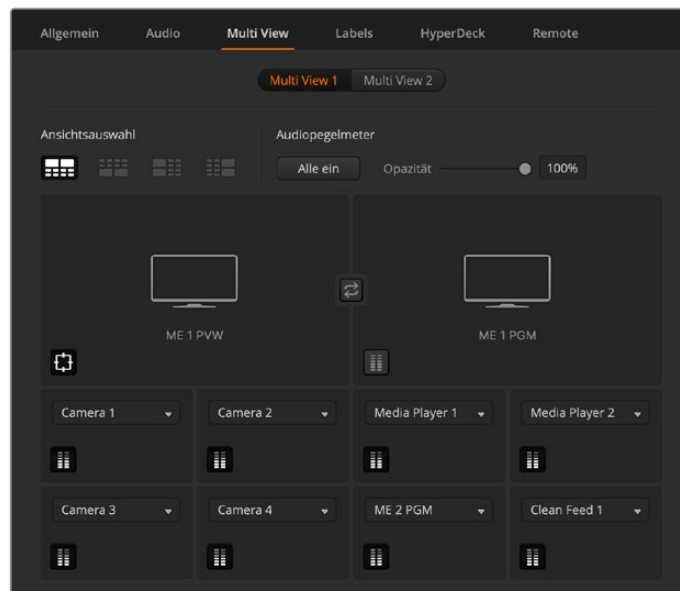 Allgemein Audio Multi View Labels HyperDeck Remote
Multi View 1 Multi View 2
Ansichtsauswahl Audiopegelmeter
Alle ein Opazität 100%
ME 1 PVW ME 1 PGM
Camera 1 Camera 2 Media Player 1 Media Player 2
Camera 3 Camera 4 ME 2 PGM Clean Feed 1